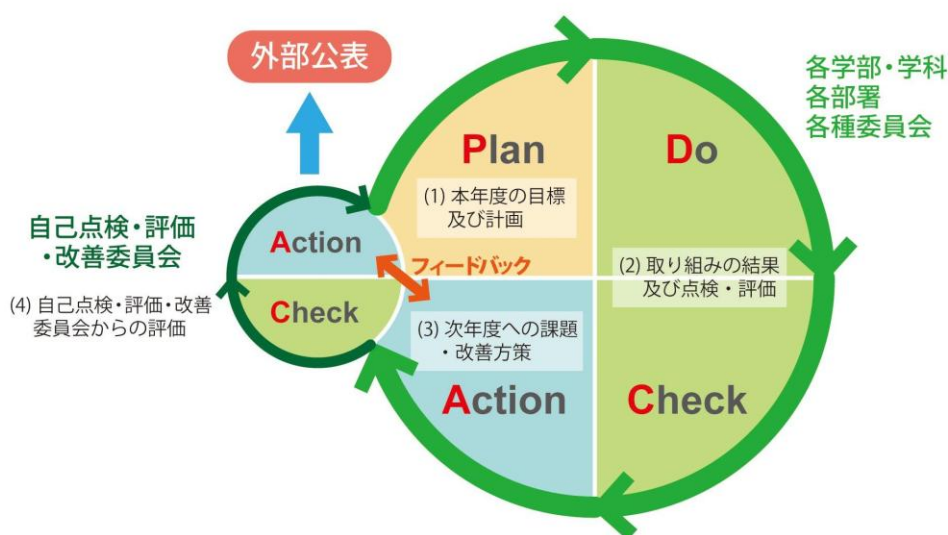 外部公表
各学部・学科
各部署
各種委員会
Plan
Do
(1) 本年度の目標
及び計画
自己点検・評価
・改善委員会
Action
フィードバック
(2) 取り組みの結果
及び点検・評価
Check
(4) 自己点検・評価・改善
委員会からの評価
(3) 次年度への課題
・改善方策
Action
Check